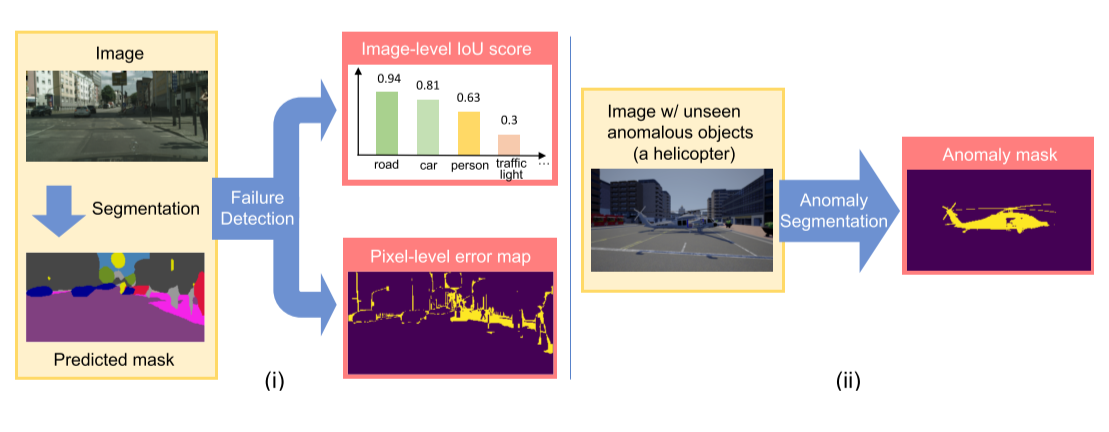 Image
Segmentation
Predicted mask
Failure
Detection
Image-level IoU score
0.94
0.81
0.63
0.3
road
car
person
traffic
light
...
Pixel-level error map
(i)
Image w/ unseen
anomalous objects
(a helicopter)
Anomaly
Segmentation
Anomaly mask
(ii)